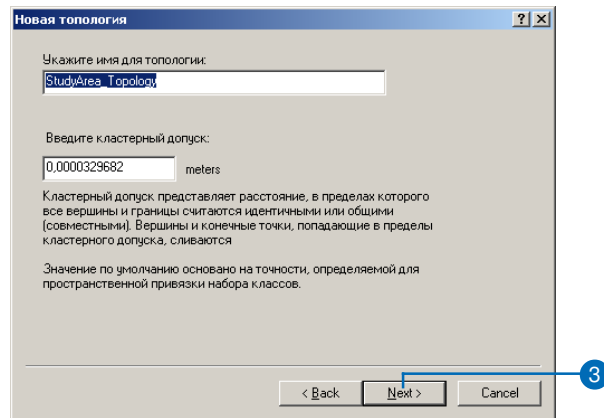 Новая топология
? ×
Укажите имя для топологии:
StudyArea_Topology
Введите кластерный допуск:
0,0000329682 meters
Кластерный допуск представляет расстояние, в пределах которого
все вершины и границы считаются идентичными или общими
(совместными). Вершины и конечные точки, попадающие в пределы
кластерного допуска, сливаются
Значение по умолчанию основано на точности, определяемой для
пространственной привязки набора классов.
< Back Next > Cancel
3